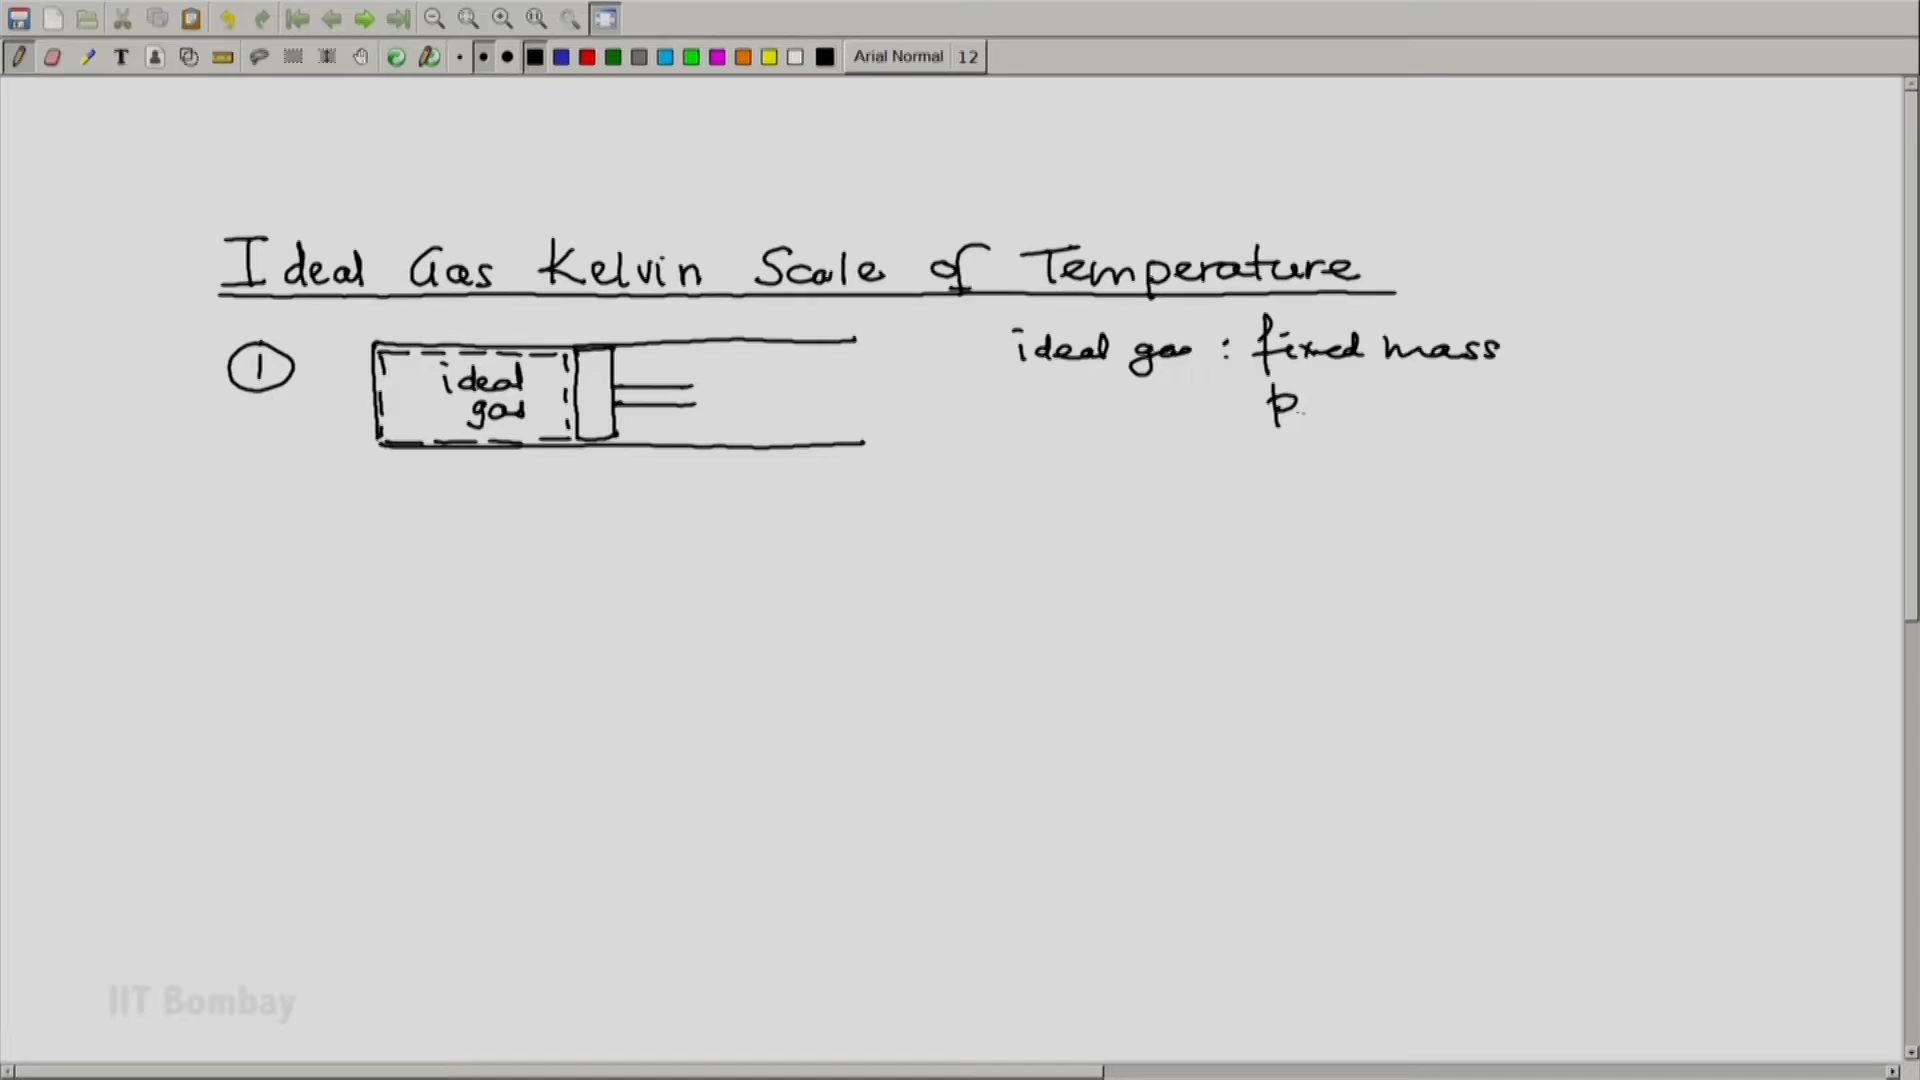 Arial Normal 12
Ideal Gas Kelvin Scale of Temperature
1
ideal
gas
ideal gas : fixed mass
p
IIT Bombay